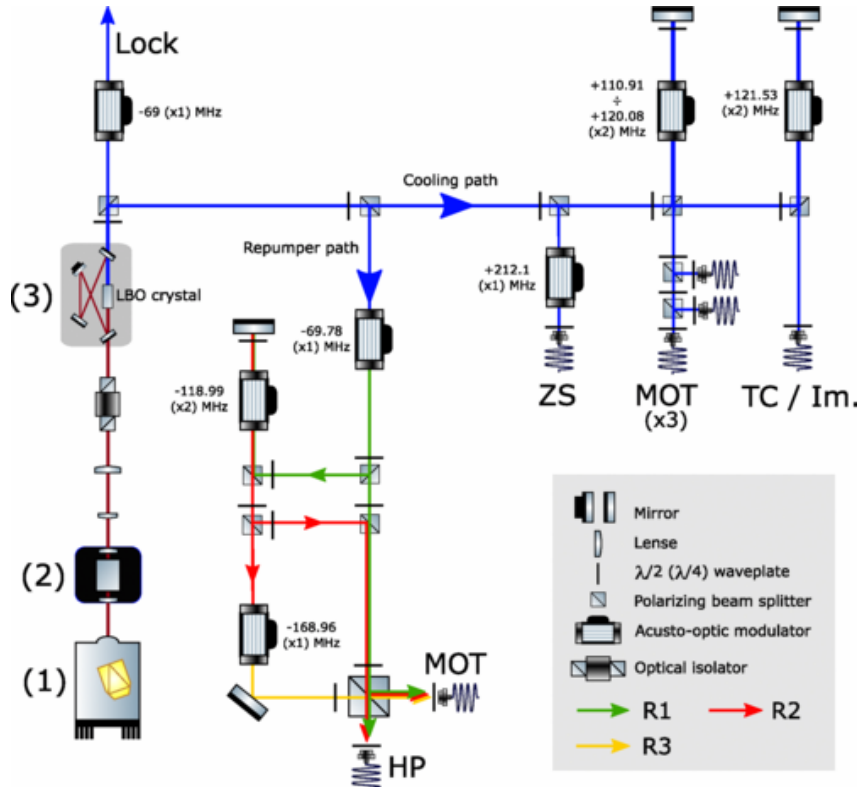 Lock
-69 (x1) MHz
+110.91
÷
+120.08
(x2) MHz
+121.53
(x2) MHz
Cooling path
Repumper path
(3)
LBO crystal
+212.1
(x1) MHz
-69.78
(x1) MHz
-118.99
(x2) MHz
ZS
MOT
(x3)
TC / Im.
(2)
(1)
-168.96
(x1) MHz
MOT
HP
Mirror
Lense
λ/2 (λ/4) waveplate
Polarizing beam splitter
Acusto-optic modulator
Optical isolator
R1
R2
R3